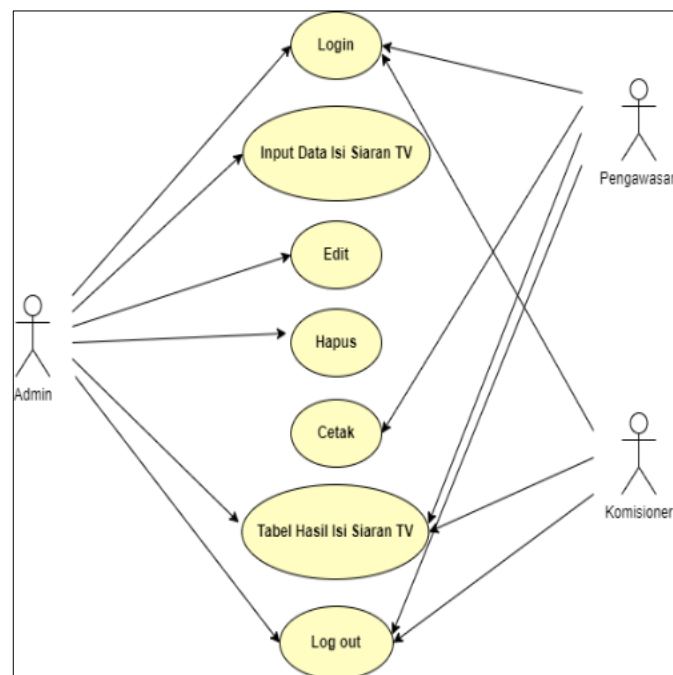 Login
Input Data Isi Siaran TV
Pengawasan
Edit
Hapus
Admin
Cetak
Komisioner
Tabel Hasil Isi Siaran TV
Log out